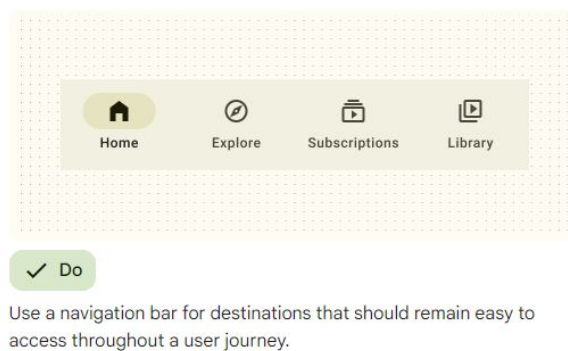 Home Explore Subscriptions Library
Do
Use a navigation bar for destinations that should remain easy to
access throughout a user journey.